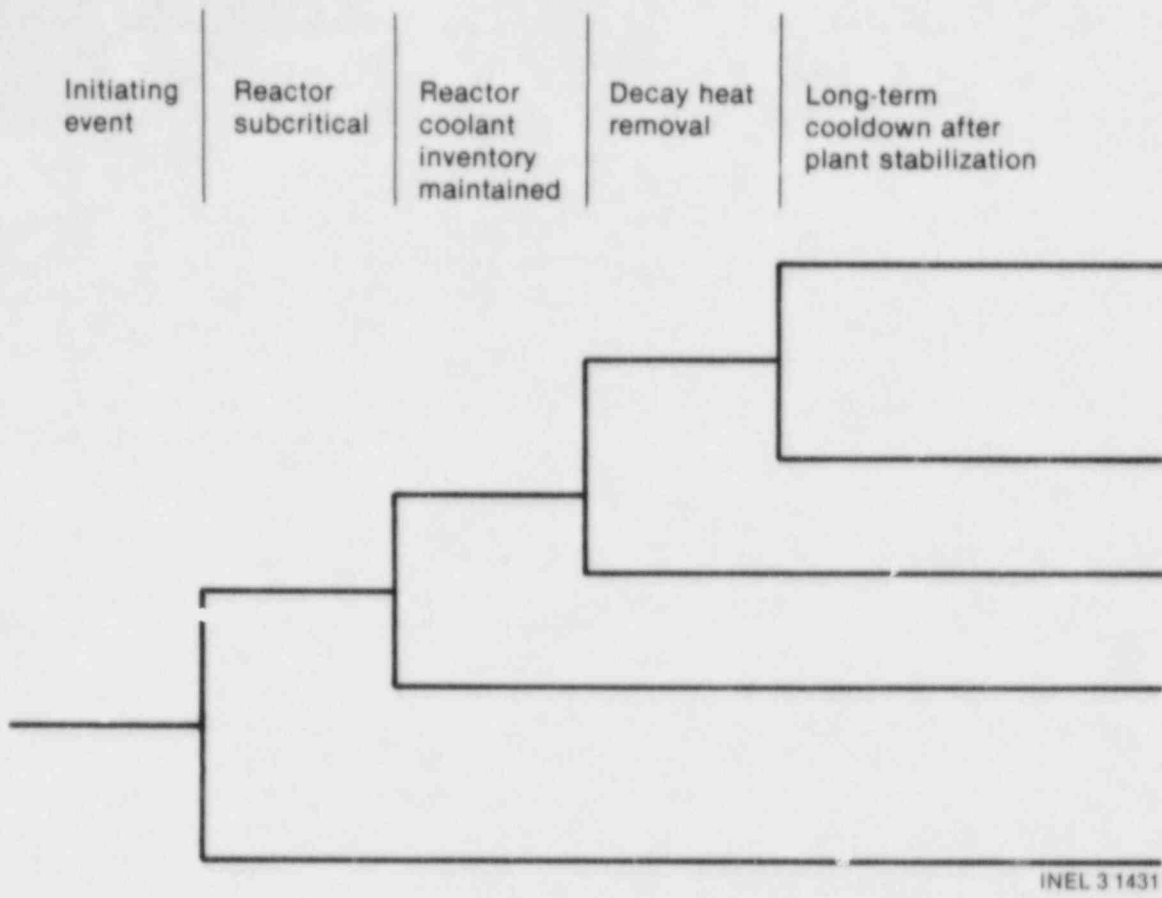 Initiating
event
Reactor
subcritical
Reactor
coolant
inventory
maintained
Decay heat
removal
Long-term
cooldown after
plant stabilization
INEL 3 1431